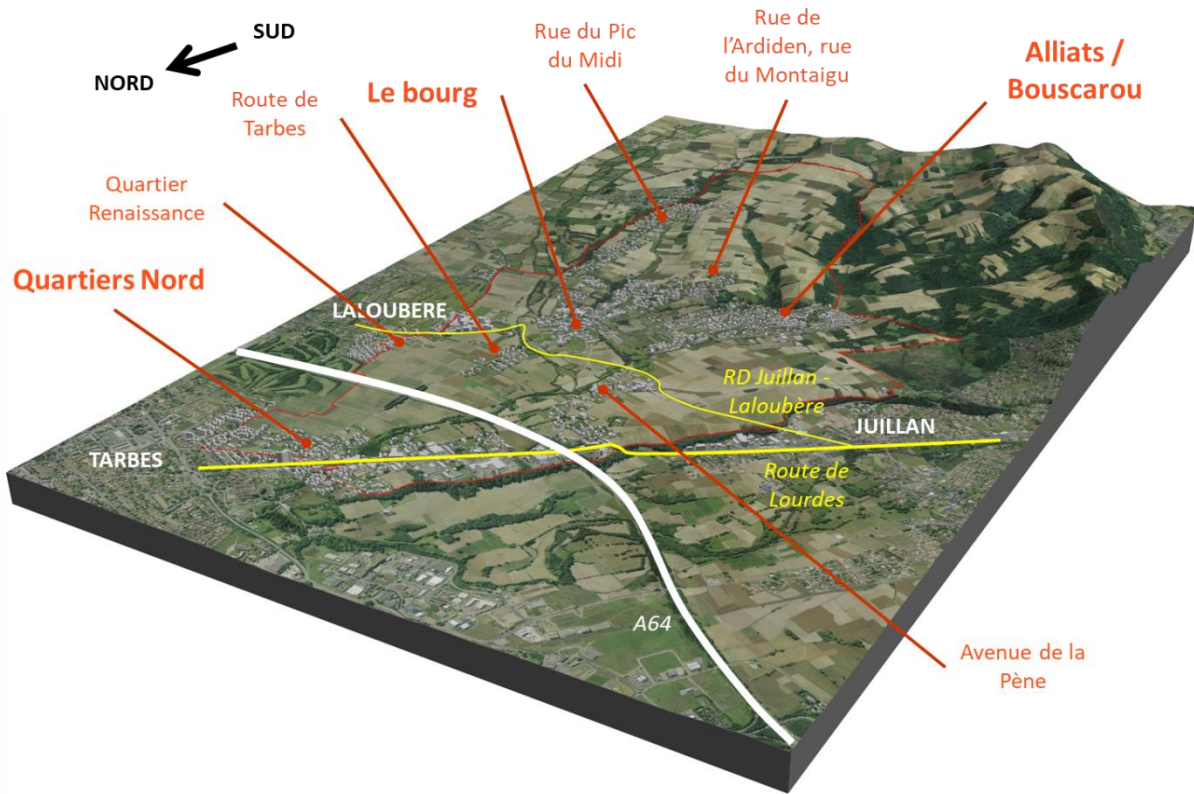 SUD
NORD
Route de
Tarbes
Le bourg
Rue du Pic
du Midi
Rue de
l'Ardiden, rue
du Montaigu
Alliats /
Bouscarou
Quartier
Renaissance
Quartiers Nord
LALOUBERE
RD Juillan -
Laloubère
JUILLAN
TARBES
Route de
Lourdes
A64
Avenue de la
Pène